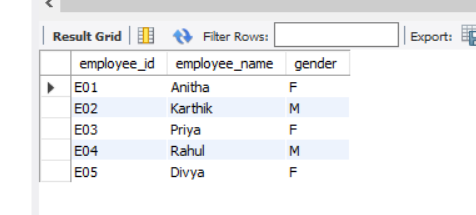 Result Grid Filter Rows: Export:
employee_id employee_name gender
E01 Anitha F
E02 Karthik M
E03 Priya F
E04 Rahul M
E05 Divya F